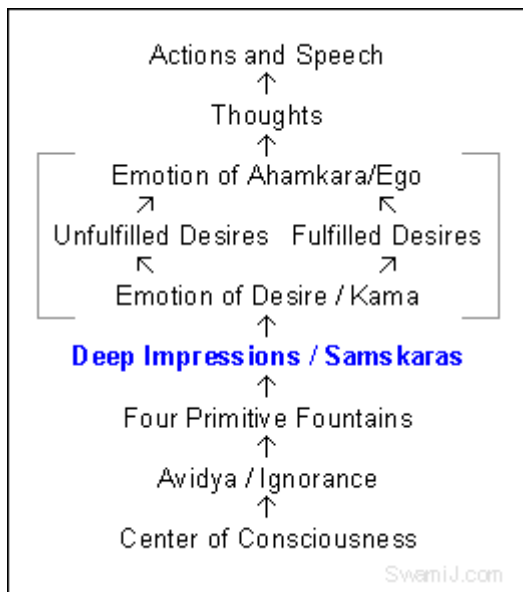 Actions and Speech
Thoughts
Emotion of Ahamkara/Ego
Unfulfilled Desires Fulfilled Desires
Emotion of Desire / Kama
Deep Impressions / Samskaras
Four Primitive Fountains
Avidya / Ignorance
Center of Consciousness
SwamiJ.com